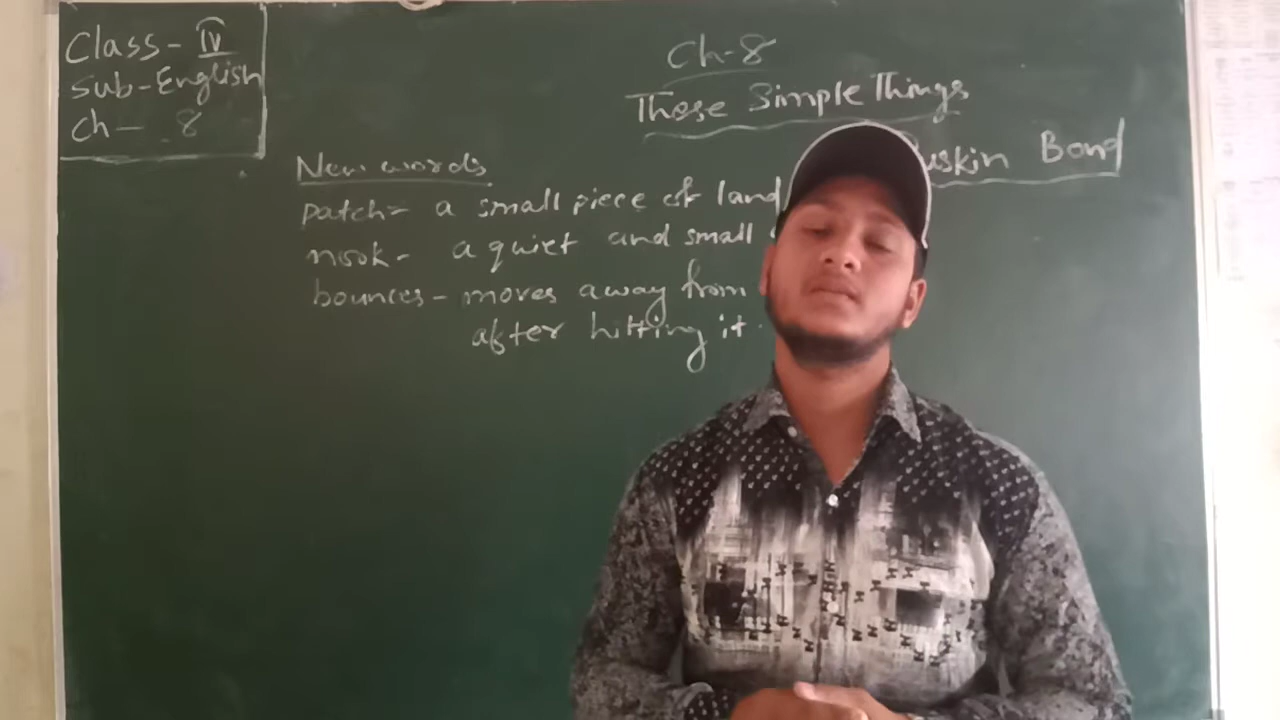 Class- IV
Sub-English
Ch- 8
Ch-8
These Simple Things
Bond
New words
patch= a small piece of land
nook- a quiet and small
bounces- moves away from
after hitting it.